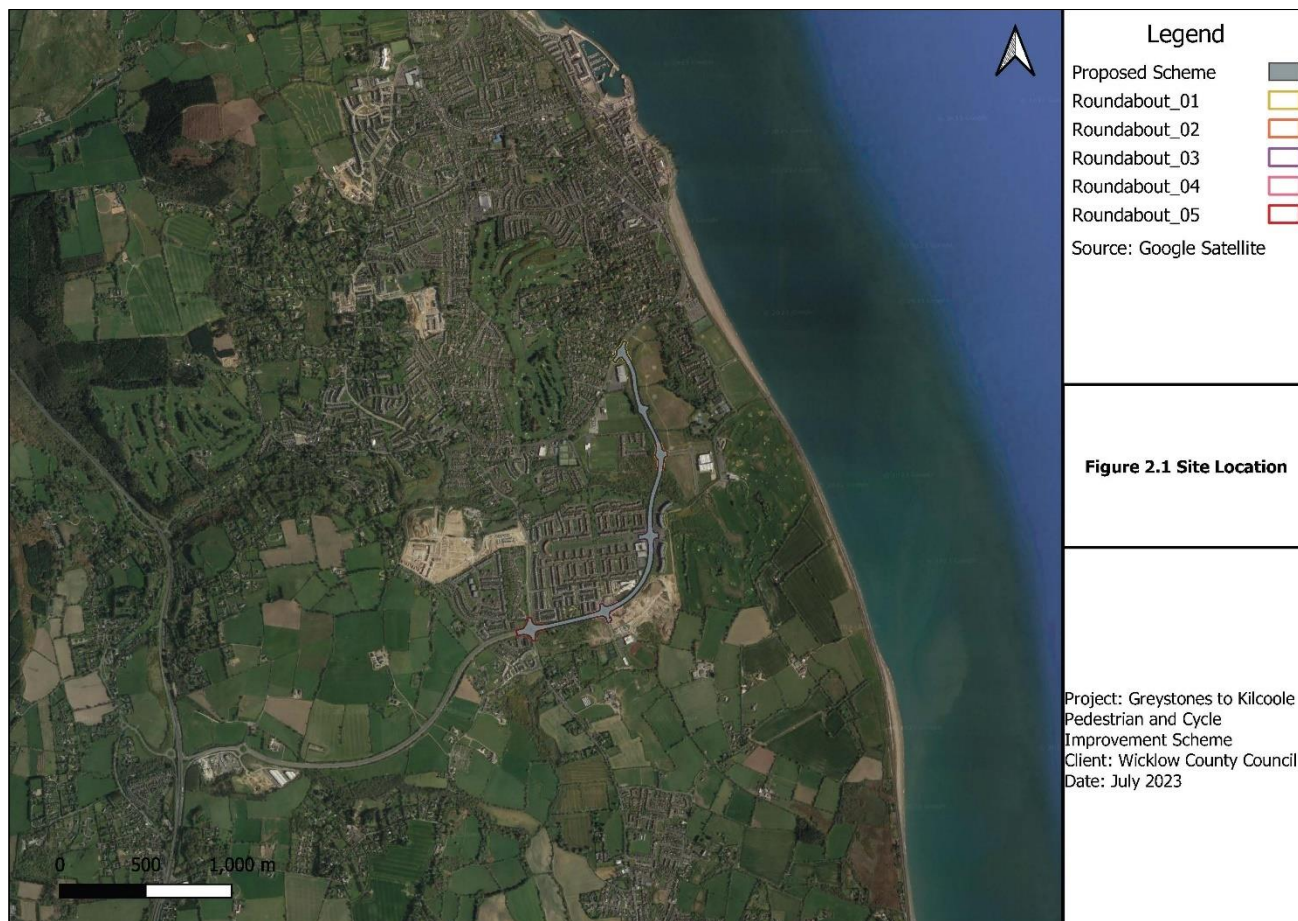 Legend
Proposed Scheme
Roundabout_01
Roundabout_02
Roundabout_03
Roundabout_04
Roundabout_05
Source: Google Satellite
Figure 2.1 Site Location
Project: Greystones to Kilcoole
Pedestrian and Cycle
Improvement Scheme
Client: Wicklow County Council
Date: July 2023
0 500 1,000 m